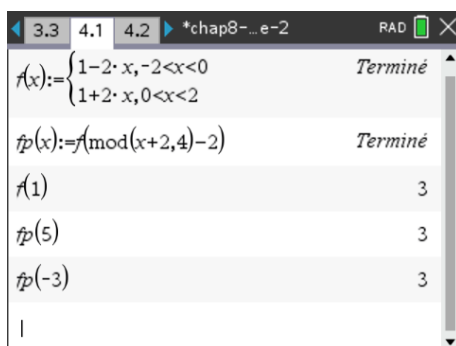 3.3 4.1 4.2 *chap8-…e-2 RAD
f(x):={1−2·x,−2<x<0 Terminé
1+2·x,0<x<2
fp(x):=f(mod(x+2,4)−2) Terminé
f(1) 3
fp(5) 3
fp(−3) 3